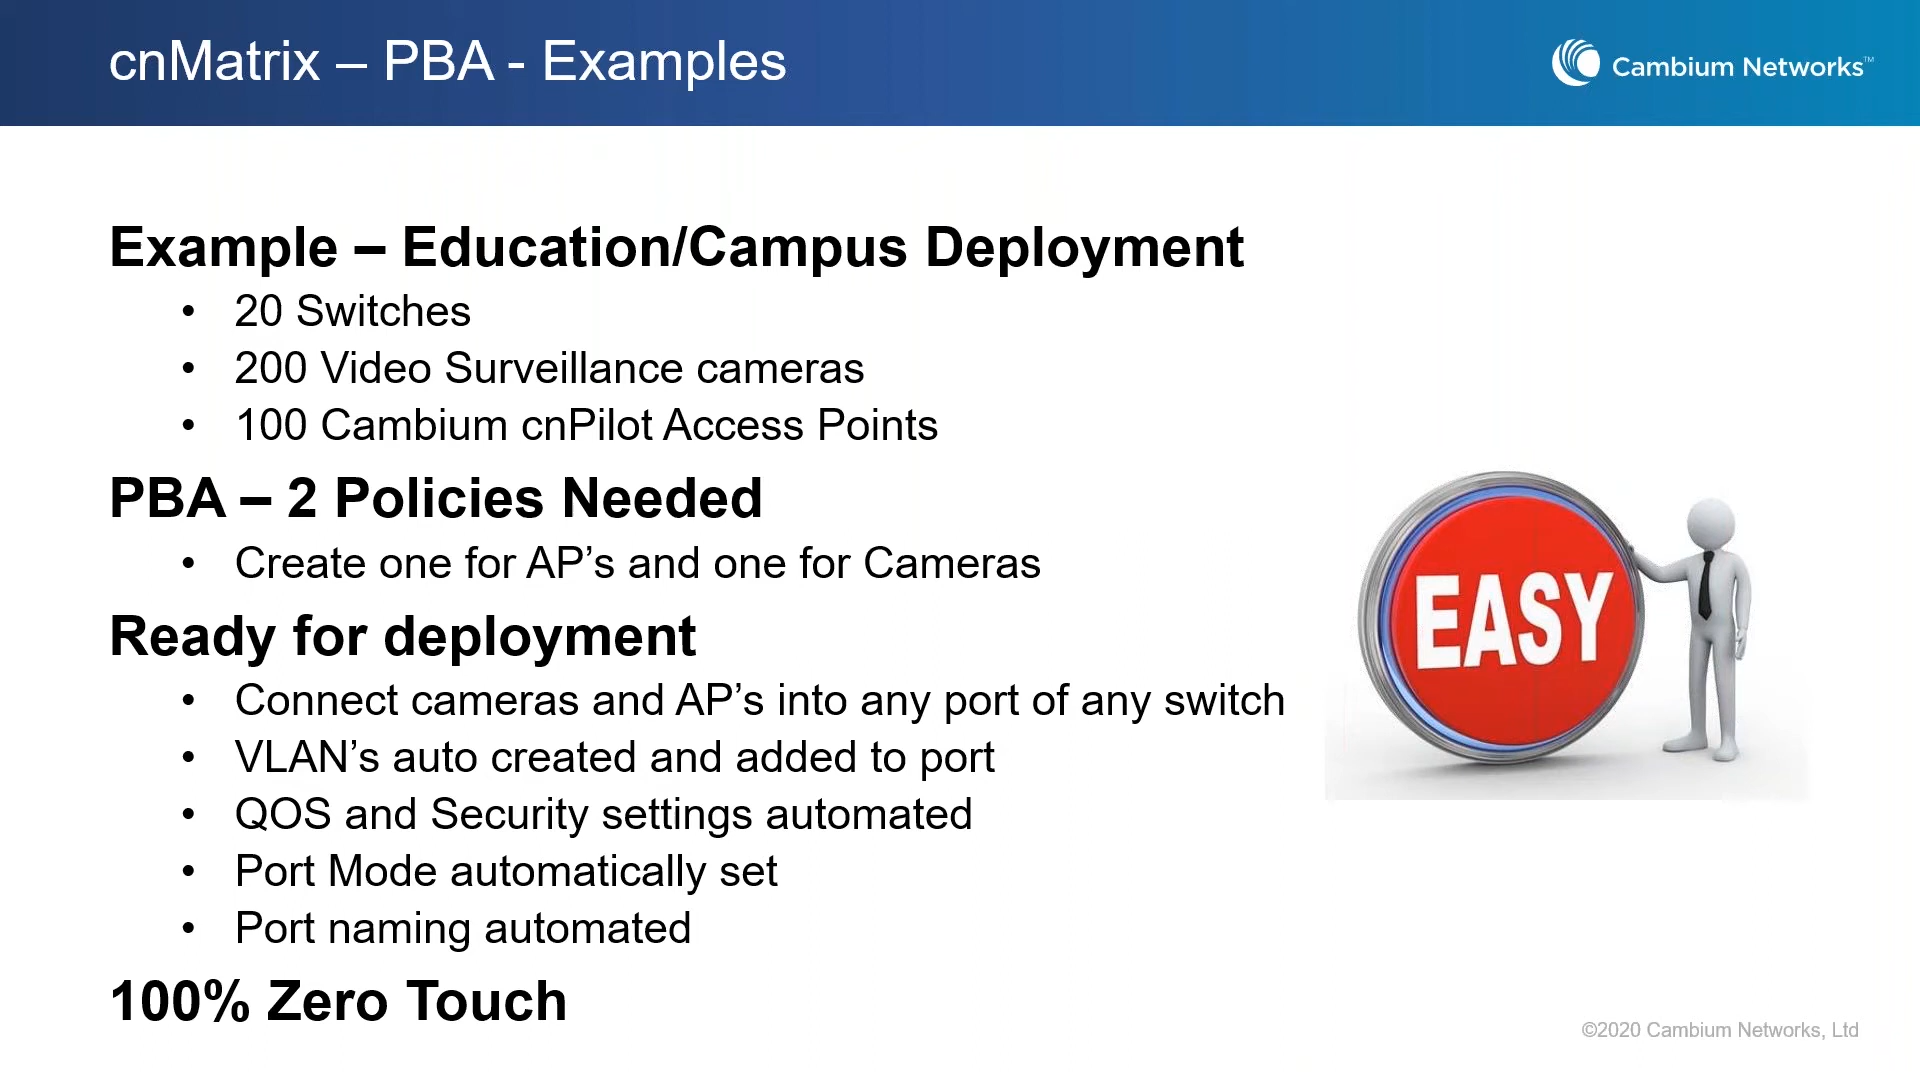 cnMatrix – PBA - Examples
Cambium Networks™
Example – Education/Campus Deployment
• 20 Switches
• 200 Video Surveillance cameras
• 100 Cambium cnPilot Access Points
PBA – 2 Policies Needed
• Create one for AP’s and one for Cameras
EASY
Ready for deployment
• Connect cameras and AP’s into any port of any switch
• VLAN’s auto created and added to port
• QOS and Security settings automated
• Port Mode automatically set
• Port naming automated
100% Zero Touch
©2020 Cambium Networks, Ltd